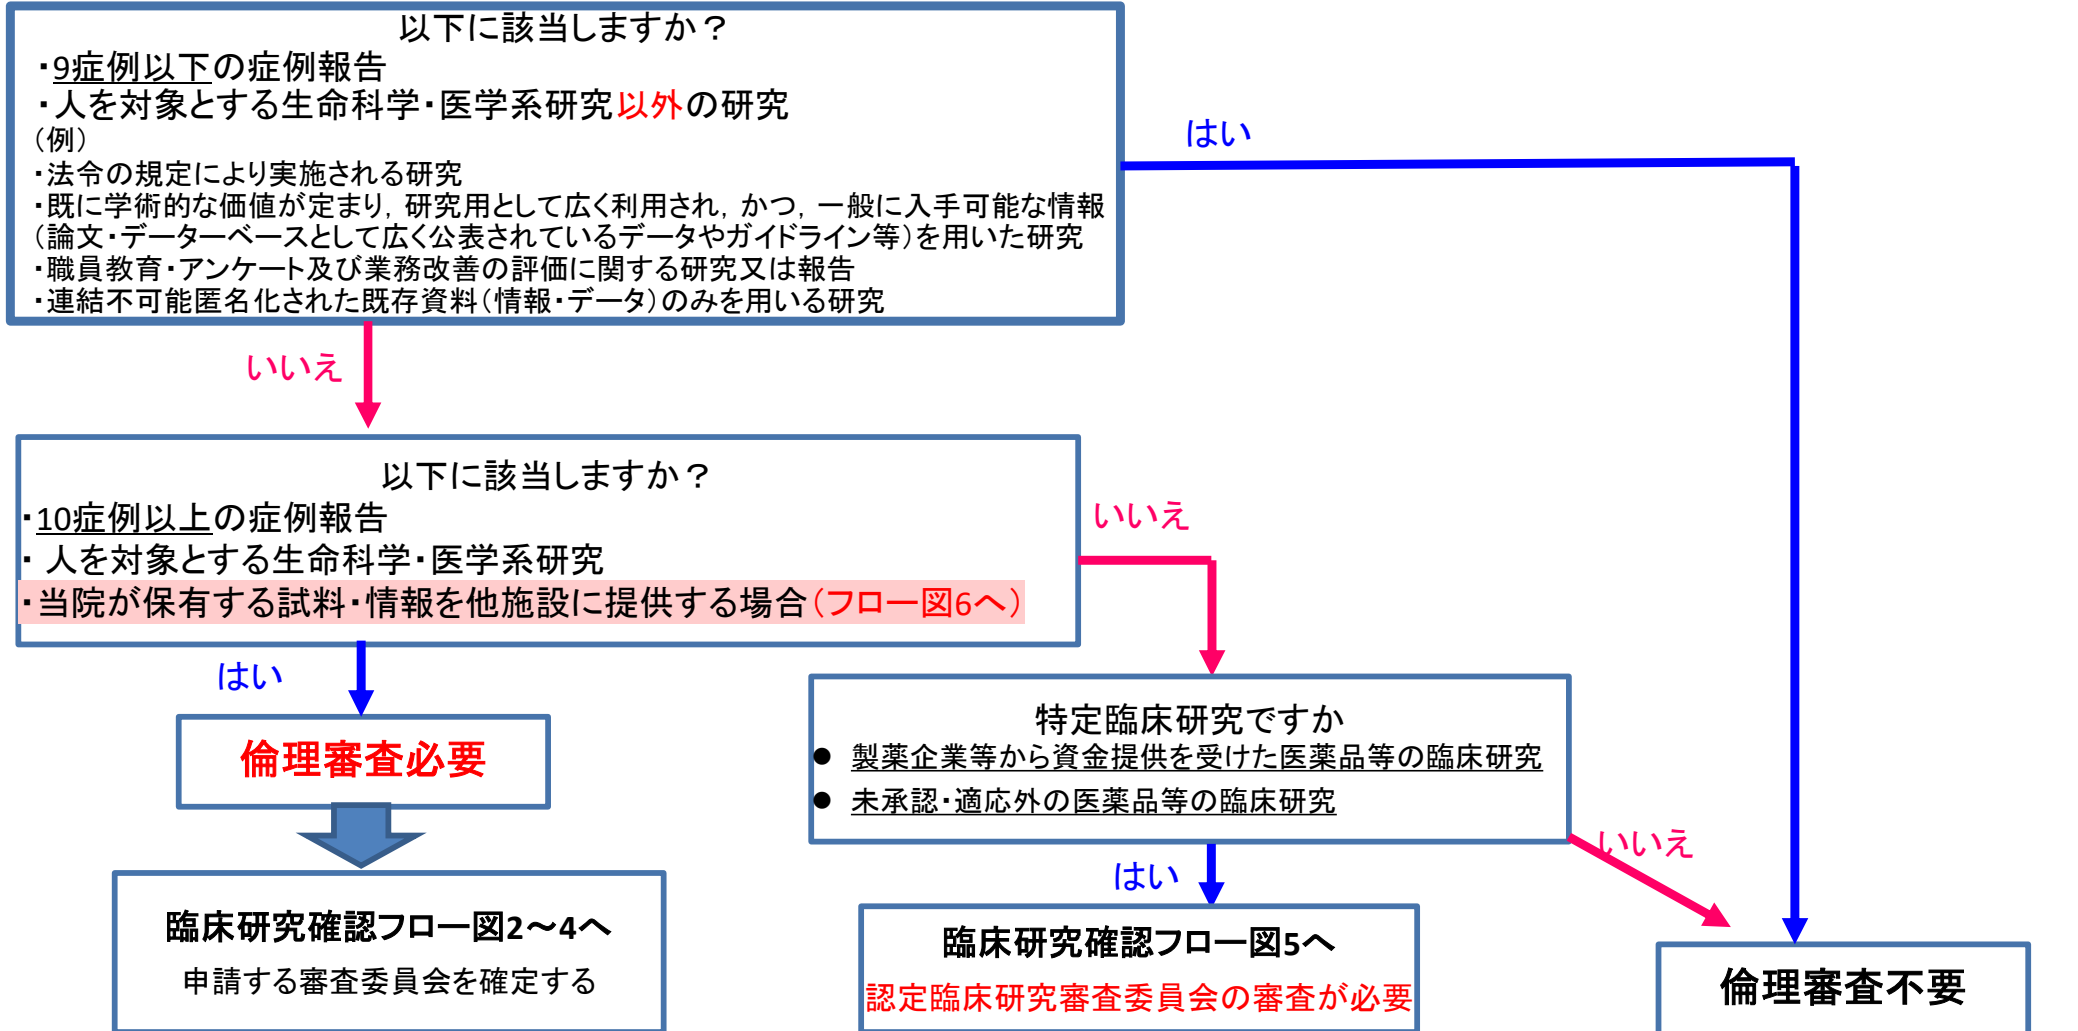 以下に該当しますか？
・9症例以下の症例報告
・人を対象とする生命科学・医学系研究以外の研究
（例）
・法令の規定により実施される研究
・既に学術的な価値が定まり，研究用として広く利用され，かつ，一般に入手可能な情報
（論文・データーベースとして広く公表されているデータやガイドライン等）を用いた研究
・職員教育・アンケート及び業務改善の評価に関する研究又は報告
・連結不可能匿名化された既存資料（情報・データ）のみを用いる研究
はい
いいえ
以下に該当しますか？
・10症例以上の症例報告
・ 人を対象とする生命科学・医学系研究
・当院が保有する試料・情報を他施設に提供する場合（フロー図6へ）
いいえ
はい
倫理審査必要
特定臨床研究ですか
● 製薬企業等から資金提供を受けた医薬品等の臨床研究
● 未承認・適応外の医薬品等の臨床研究
いいえ
はい
臨床研究確認フロー図2～4へ
申請する審査委員会を確定する
臨床研究確認フロー図5へ
認定臨床研究審査委員会の審査が必要
倫理審査不要